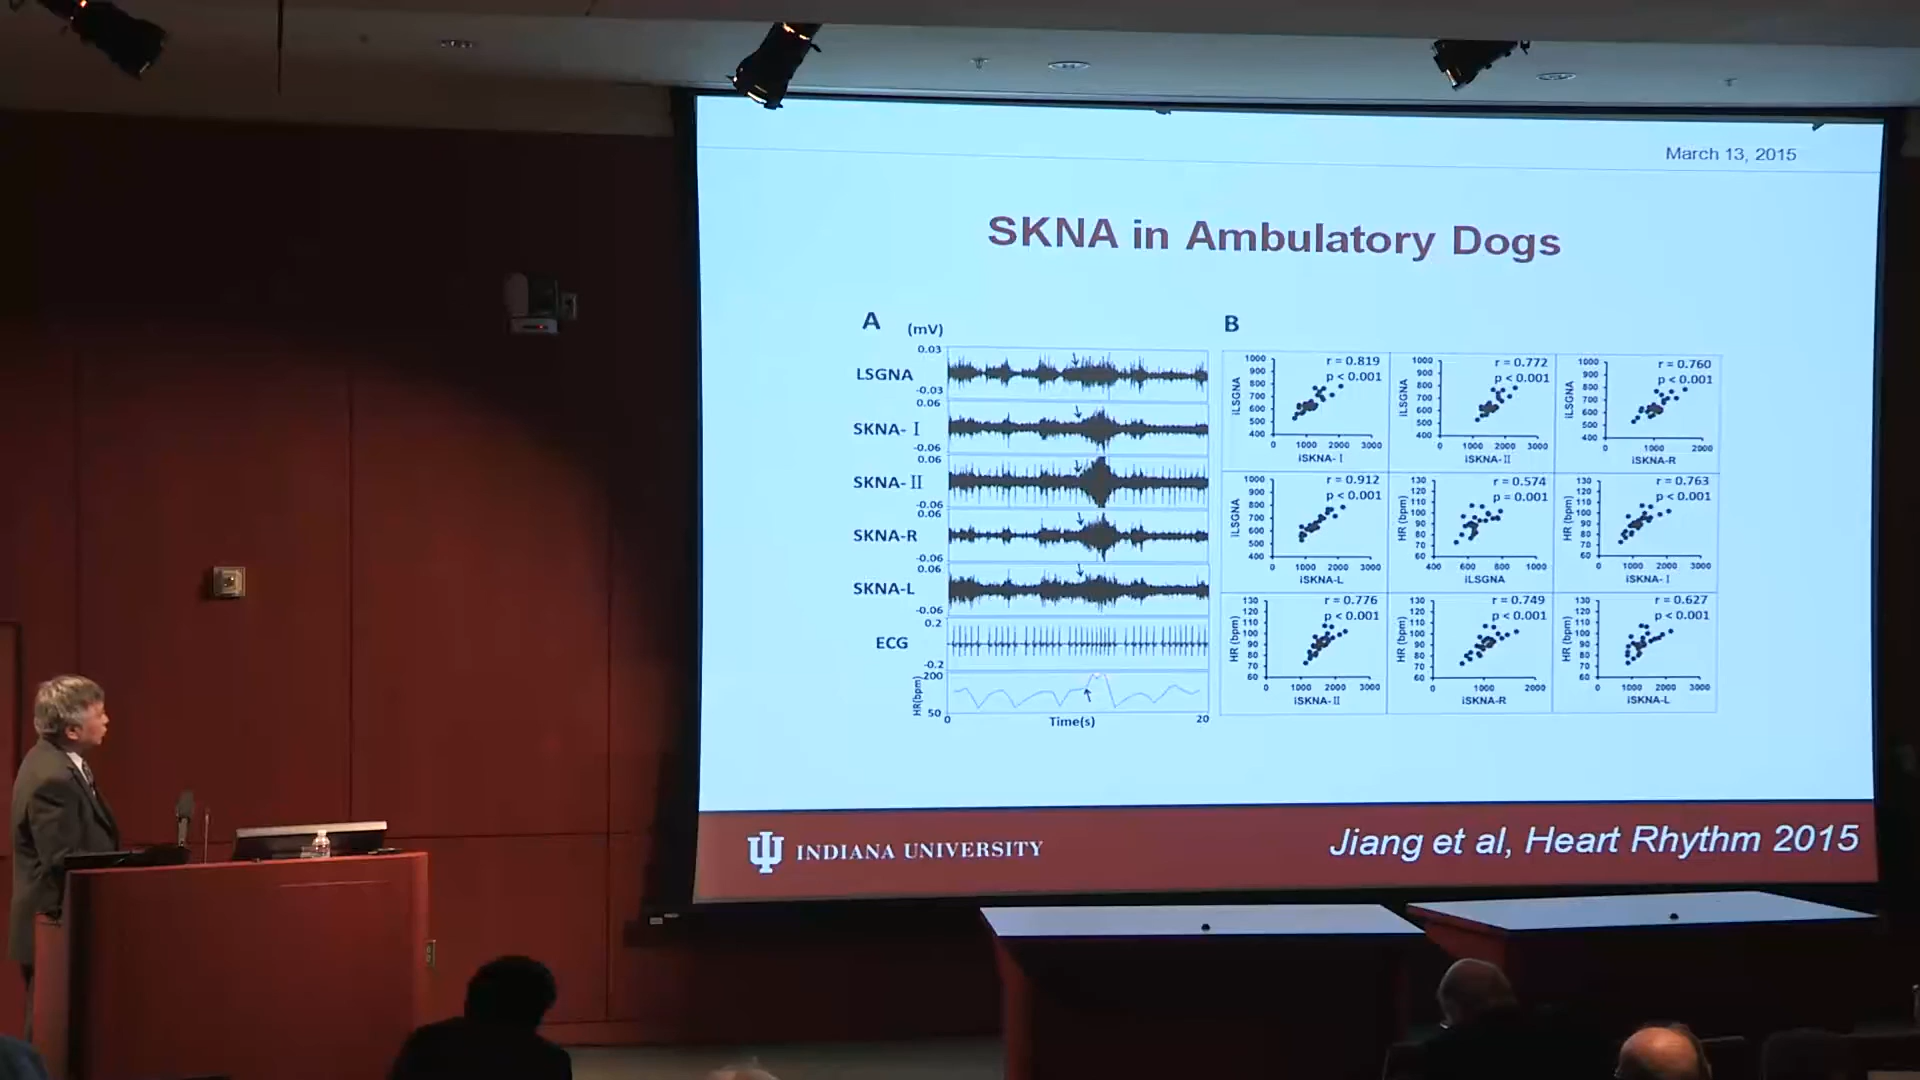 March 13, 2015
SKNA in Ambulatory Dogs
A
(mV)
0.03
LSGNA
-0.03
0.06
SKNA- I
-0.06
0.06
SKNA- II
-0.06
0.06
SKNA-R
-0.06
0.06
SKNA-L
-0.06
0.2
ECG
-0.2
200
HR(bpm)
50
0
Time(s)
20
B
r = 0.819
p < 0.001
1000
900
800
700
600
500
400
iLSGNA
0
1000
2000
3000
iSKNA- I
r = 0.772
p < 0.001
1000
900
800
700
600
500
400
iLSGNA
0
1000
2000
3000
iSKNA-II
r = 0.760
p < 0.001
1000
900
800
700
600
500
400
iLSGNA
0
1000
2000
iSKNA-R
r = 0.912
p < 0.001
1000
900
800
700
600
500
400
iLSGNA
0
1000
2000
3000
iSKNA-L
r = 0.574
p = 0.001
130
120
110
100
90
80
70
60
HR (bpm)
400
600
800
1000
iLSGNA
r = 0.763
p < 0.001
130
120
110
100
90
80
70
60
HR (bpm)
0
1000
2000
3000
iSKNA- I
r = 0.776
p < 0.001
130
120
110
100
90
80
70
60
HR (bpm)
0
1000
2000
3000
iSKNA-II
r = 0.749
p < 0.001
130
120
110
100
90
80
70
60
HR (bpm)
0
1000
2000
iSKNA-R
r = 0.627
p < 0.001
130
120
110
100
90
80
70
60
HR (bpm)
0
1000
2000
3000
iSKNA-L
INDIANA UNIVERSITY
Jiang et al, Heart Rhythm 2015